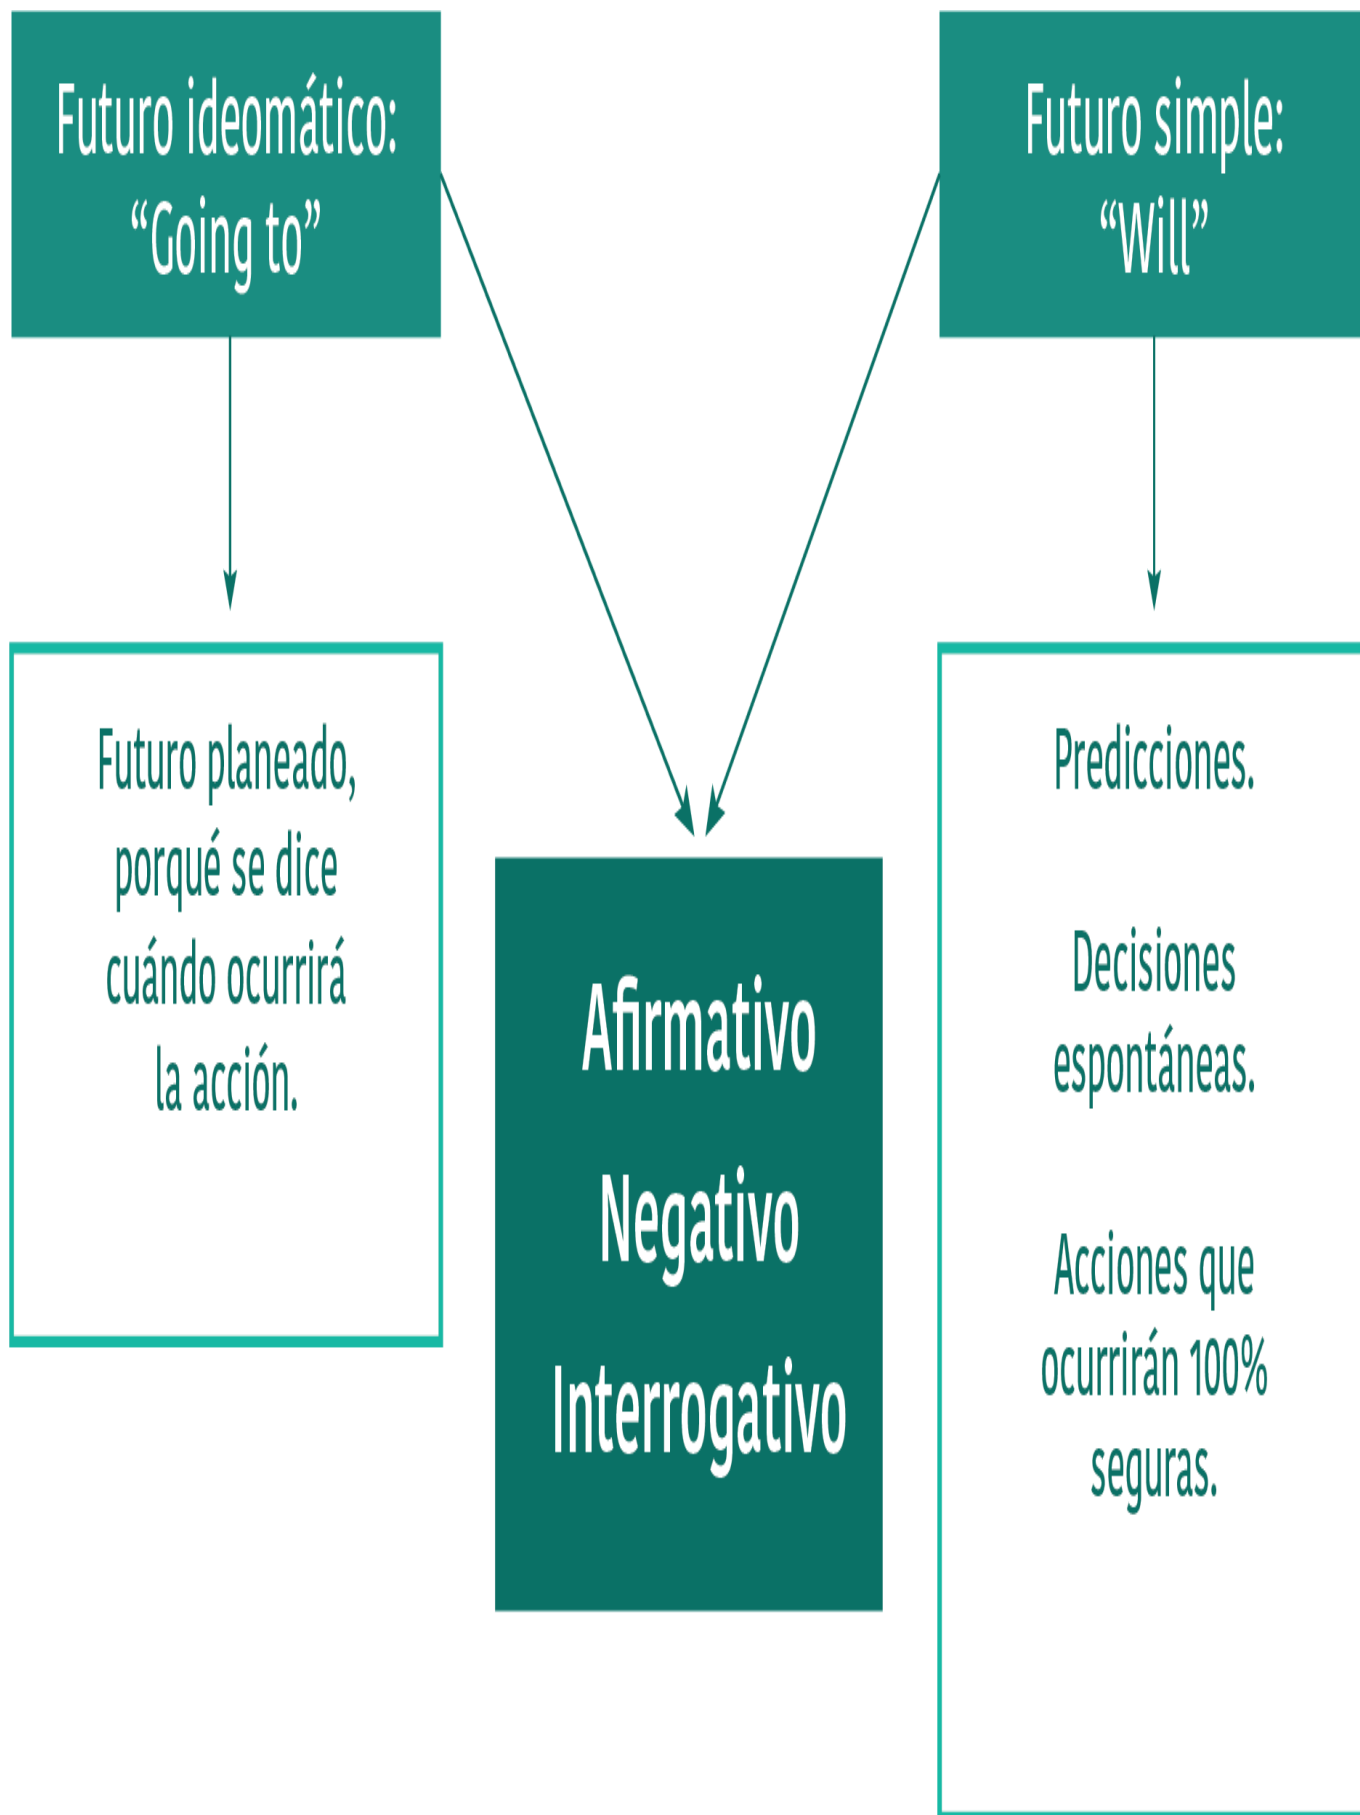 Futuro ideomático:
“Going to”
Futuro simple:
“Will”
Futuro planeado,
porqué se dice
cuándo ocurrirá
la acción.
Afirmativo
Negativo
Interrogativo
Predicciones.
Decisiones
espontáneas.
Acciones que
ocurrirán 100%
seguras.